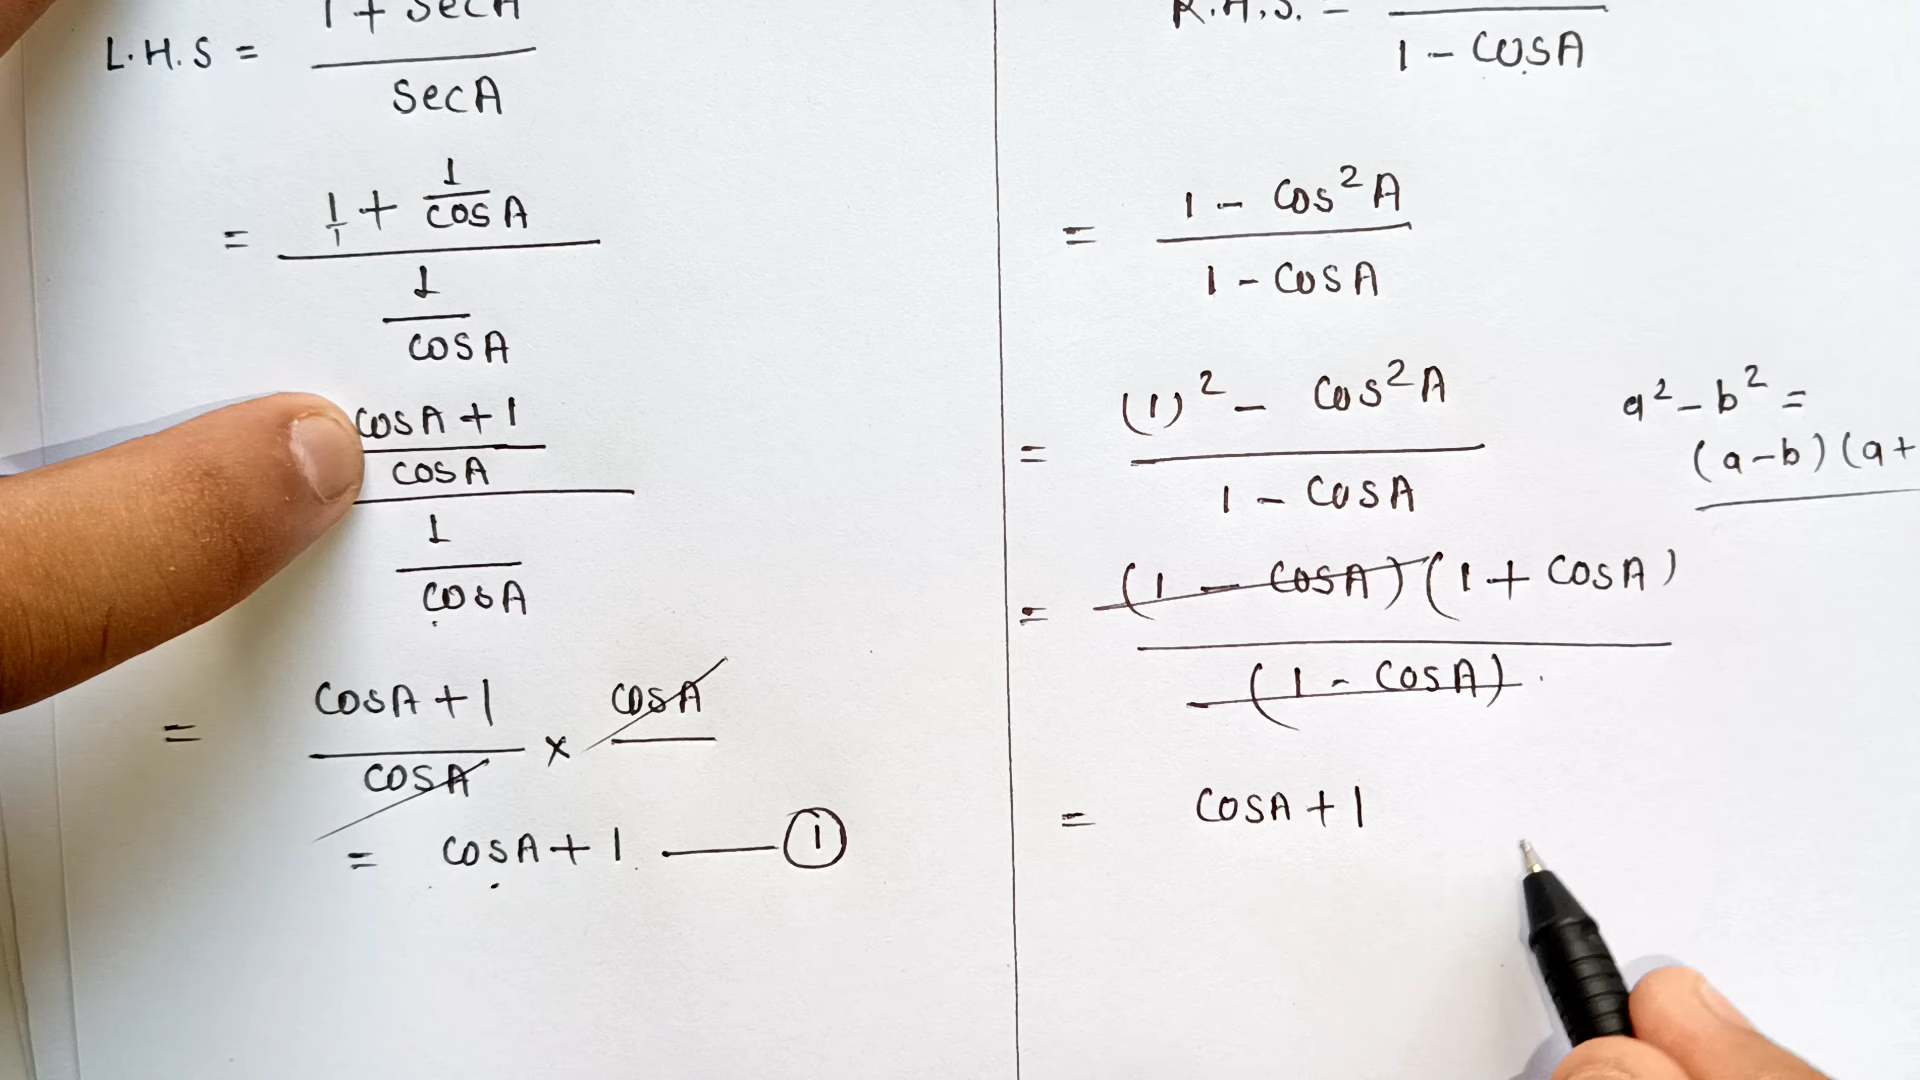 L.H.S = 1 + SecA
SecA
= 1/1 + 1/cosA
1
cosA
cosA + 1
cosA
1
cosA
= cosA + 1 × cosA
cosA
= cosA + 1 —— 1
R.H.S. =
1 - cosA
= 1 - cos²A
1 - cosA
= (1)² - cos²A
1 - cosA
a² - b² =
(a - b) (a +
= (1 - cosA) (1 + cosA)
(1 - cosA)
= cosA + 1